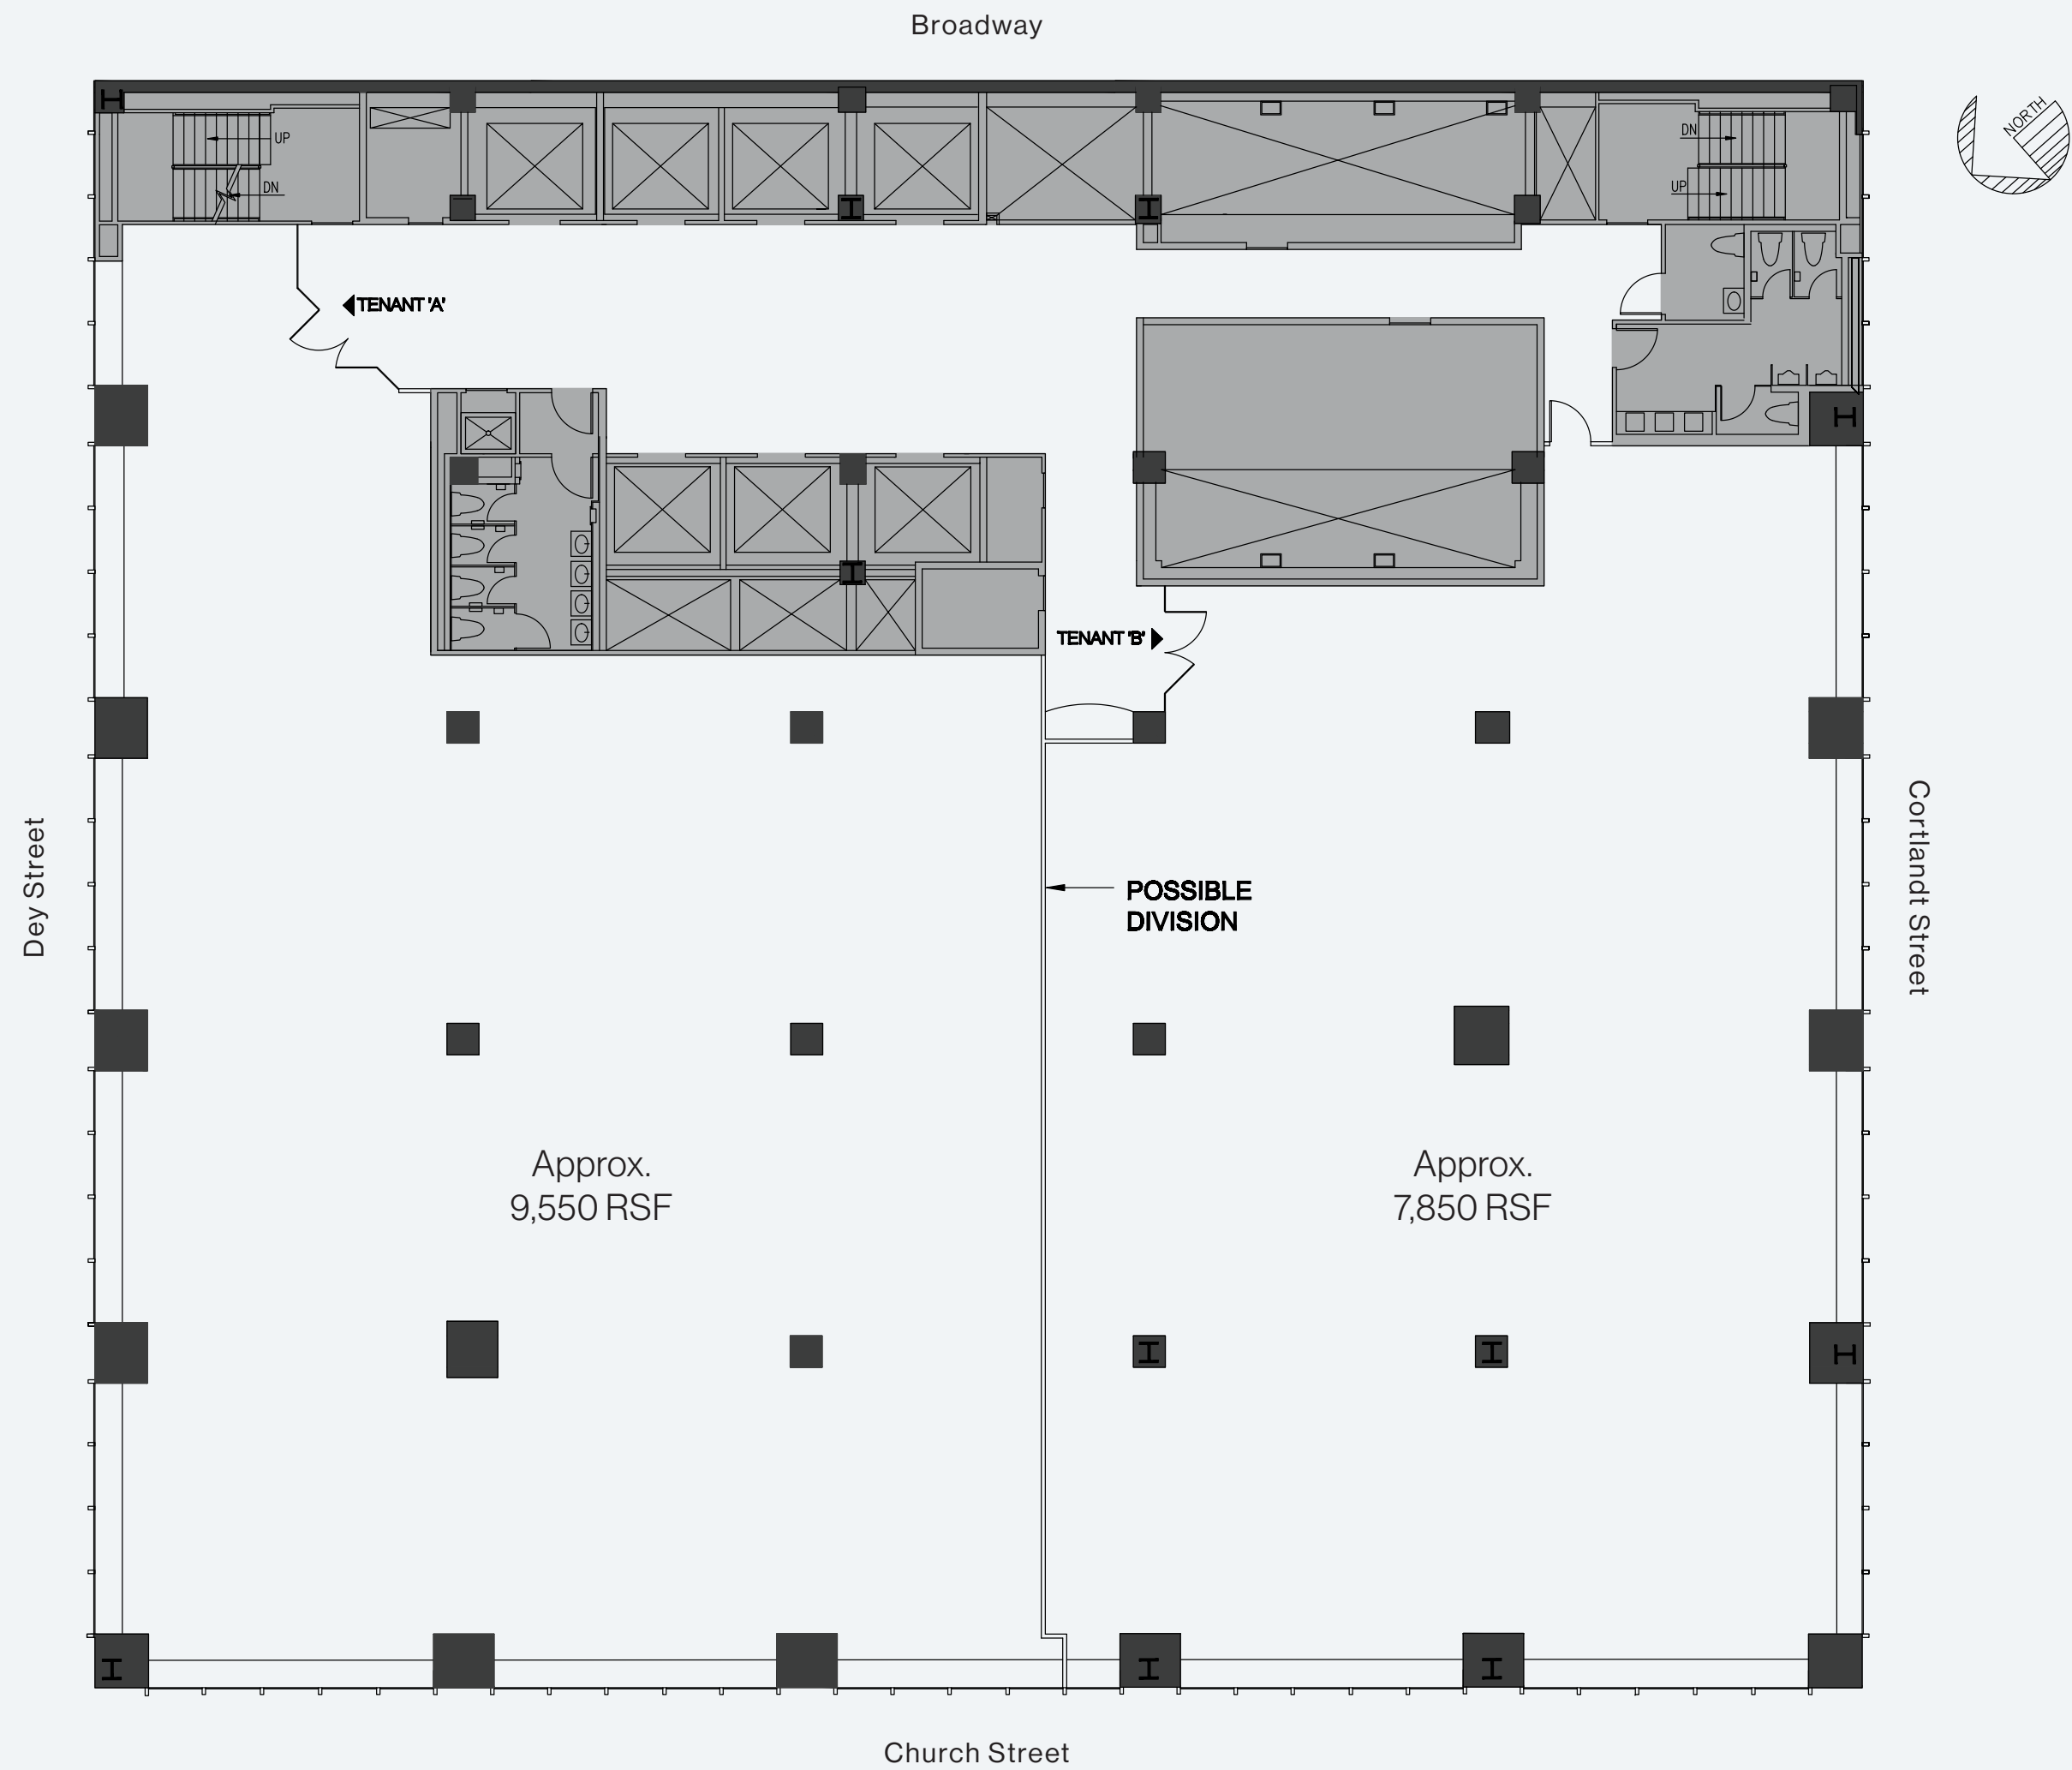 Broadway
NORTH
UP
DN
DN
UP
TENANT 'A'
TENANT 'B'
POSSIBLE
DIVISION
Dey Street
Cortlandt Street
Approx.
9,550 RSF
Approx.
7,850 RSF
Church Street